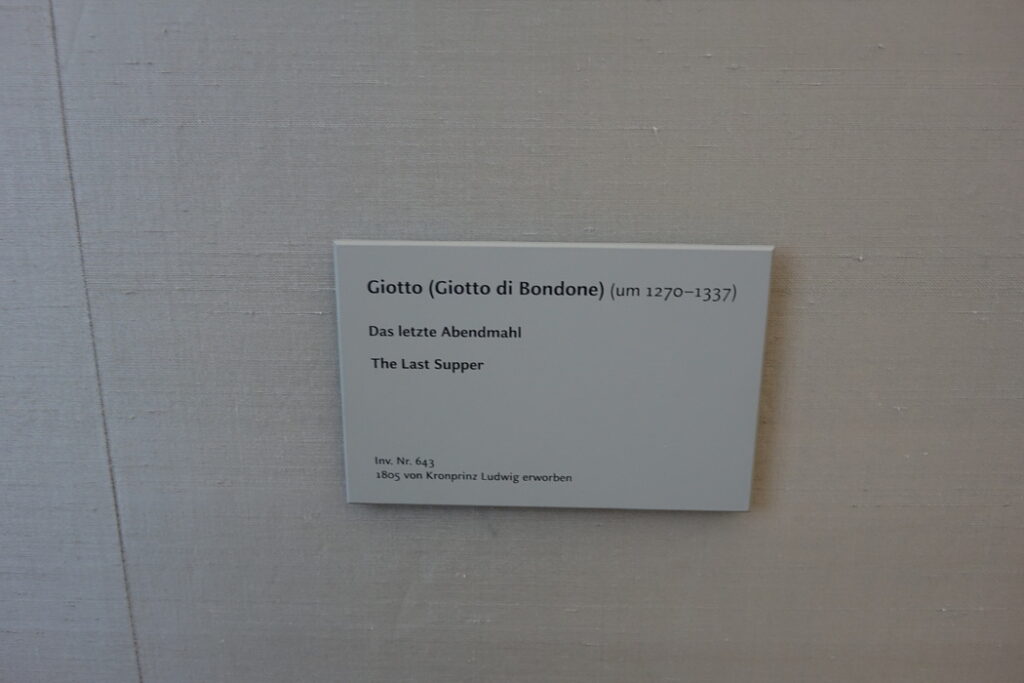 Giotto (Giotto di Bondone) (um 1270–1337)
Das letzte Abendmahl
The Last Supper
Inv. Nr. 643
1805 von Kronprinz Ludwig erworben